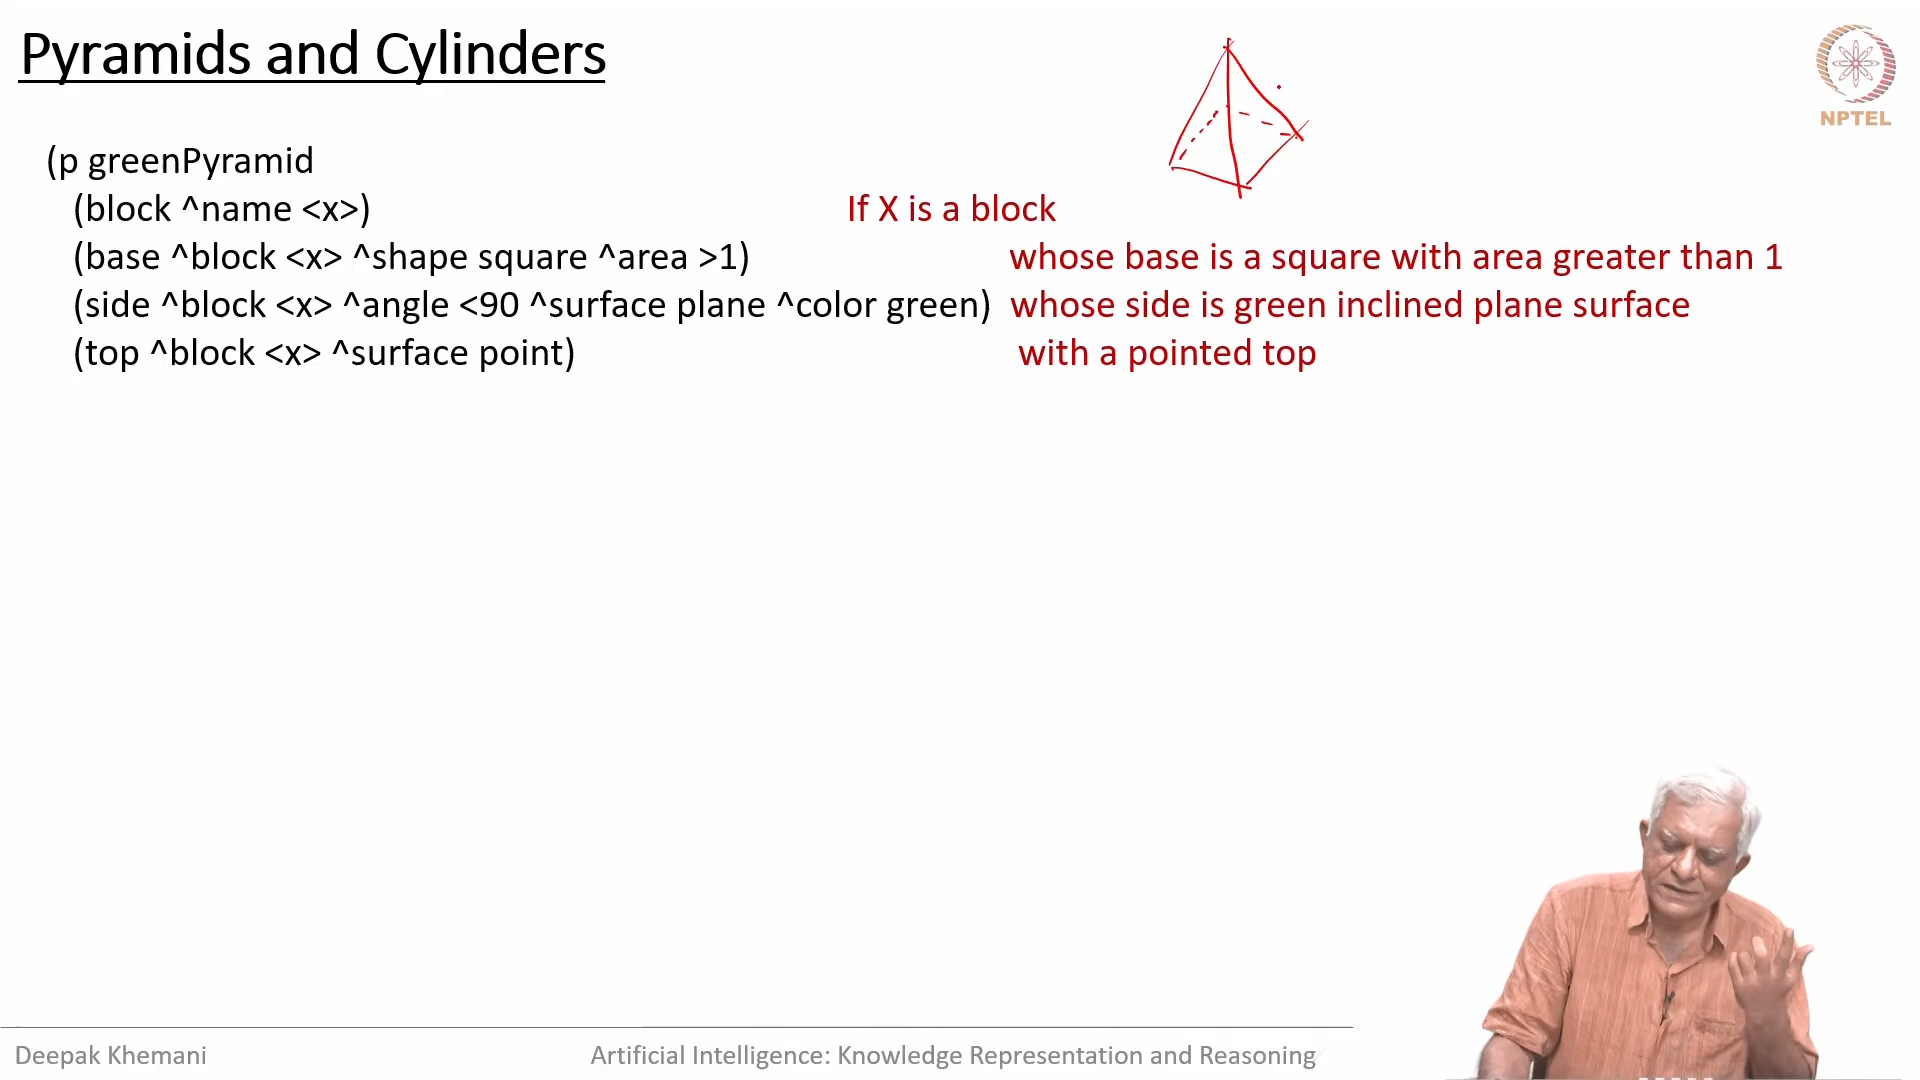 Pyramids and Cylinders
NPTEL
(p greenPyramid
(block ^name <x>) If X is a block
(base ^block <x> ^shape square ^area >1) whose base is a square with area greater than 1
(side ^block <x> ^angle <90 ^surface plane ^color green) whose side is green inclined plane surface
(top ^block <x> ^surface point) with a pointed top
Deepak Khemani Artificial Intelligence: Knowledge Representation and Reasoning